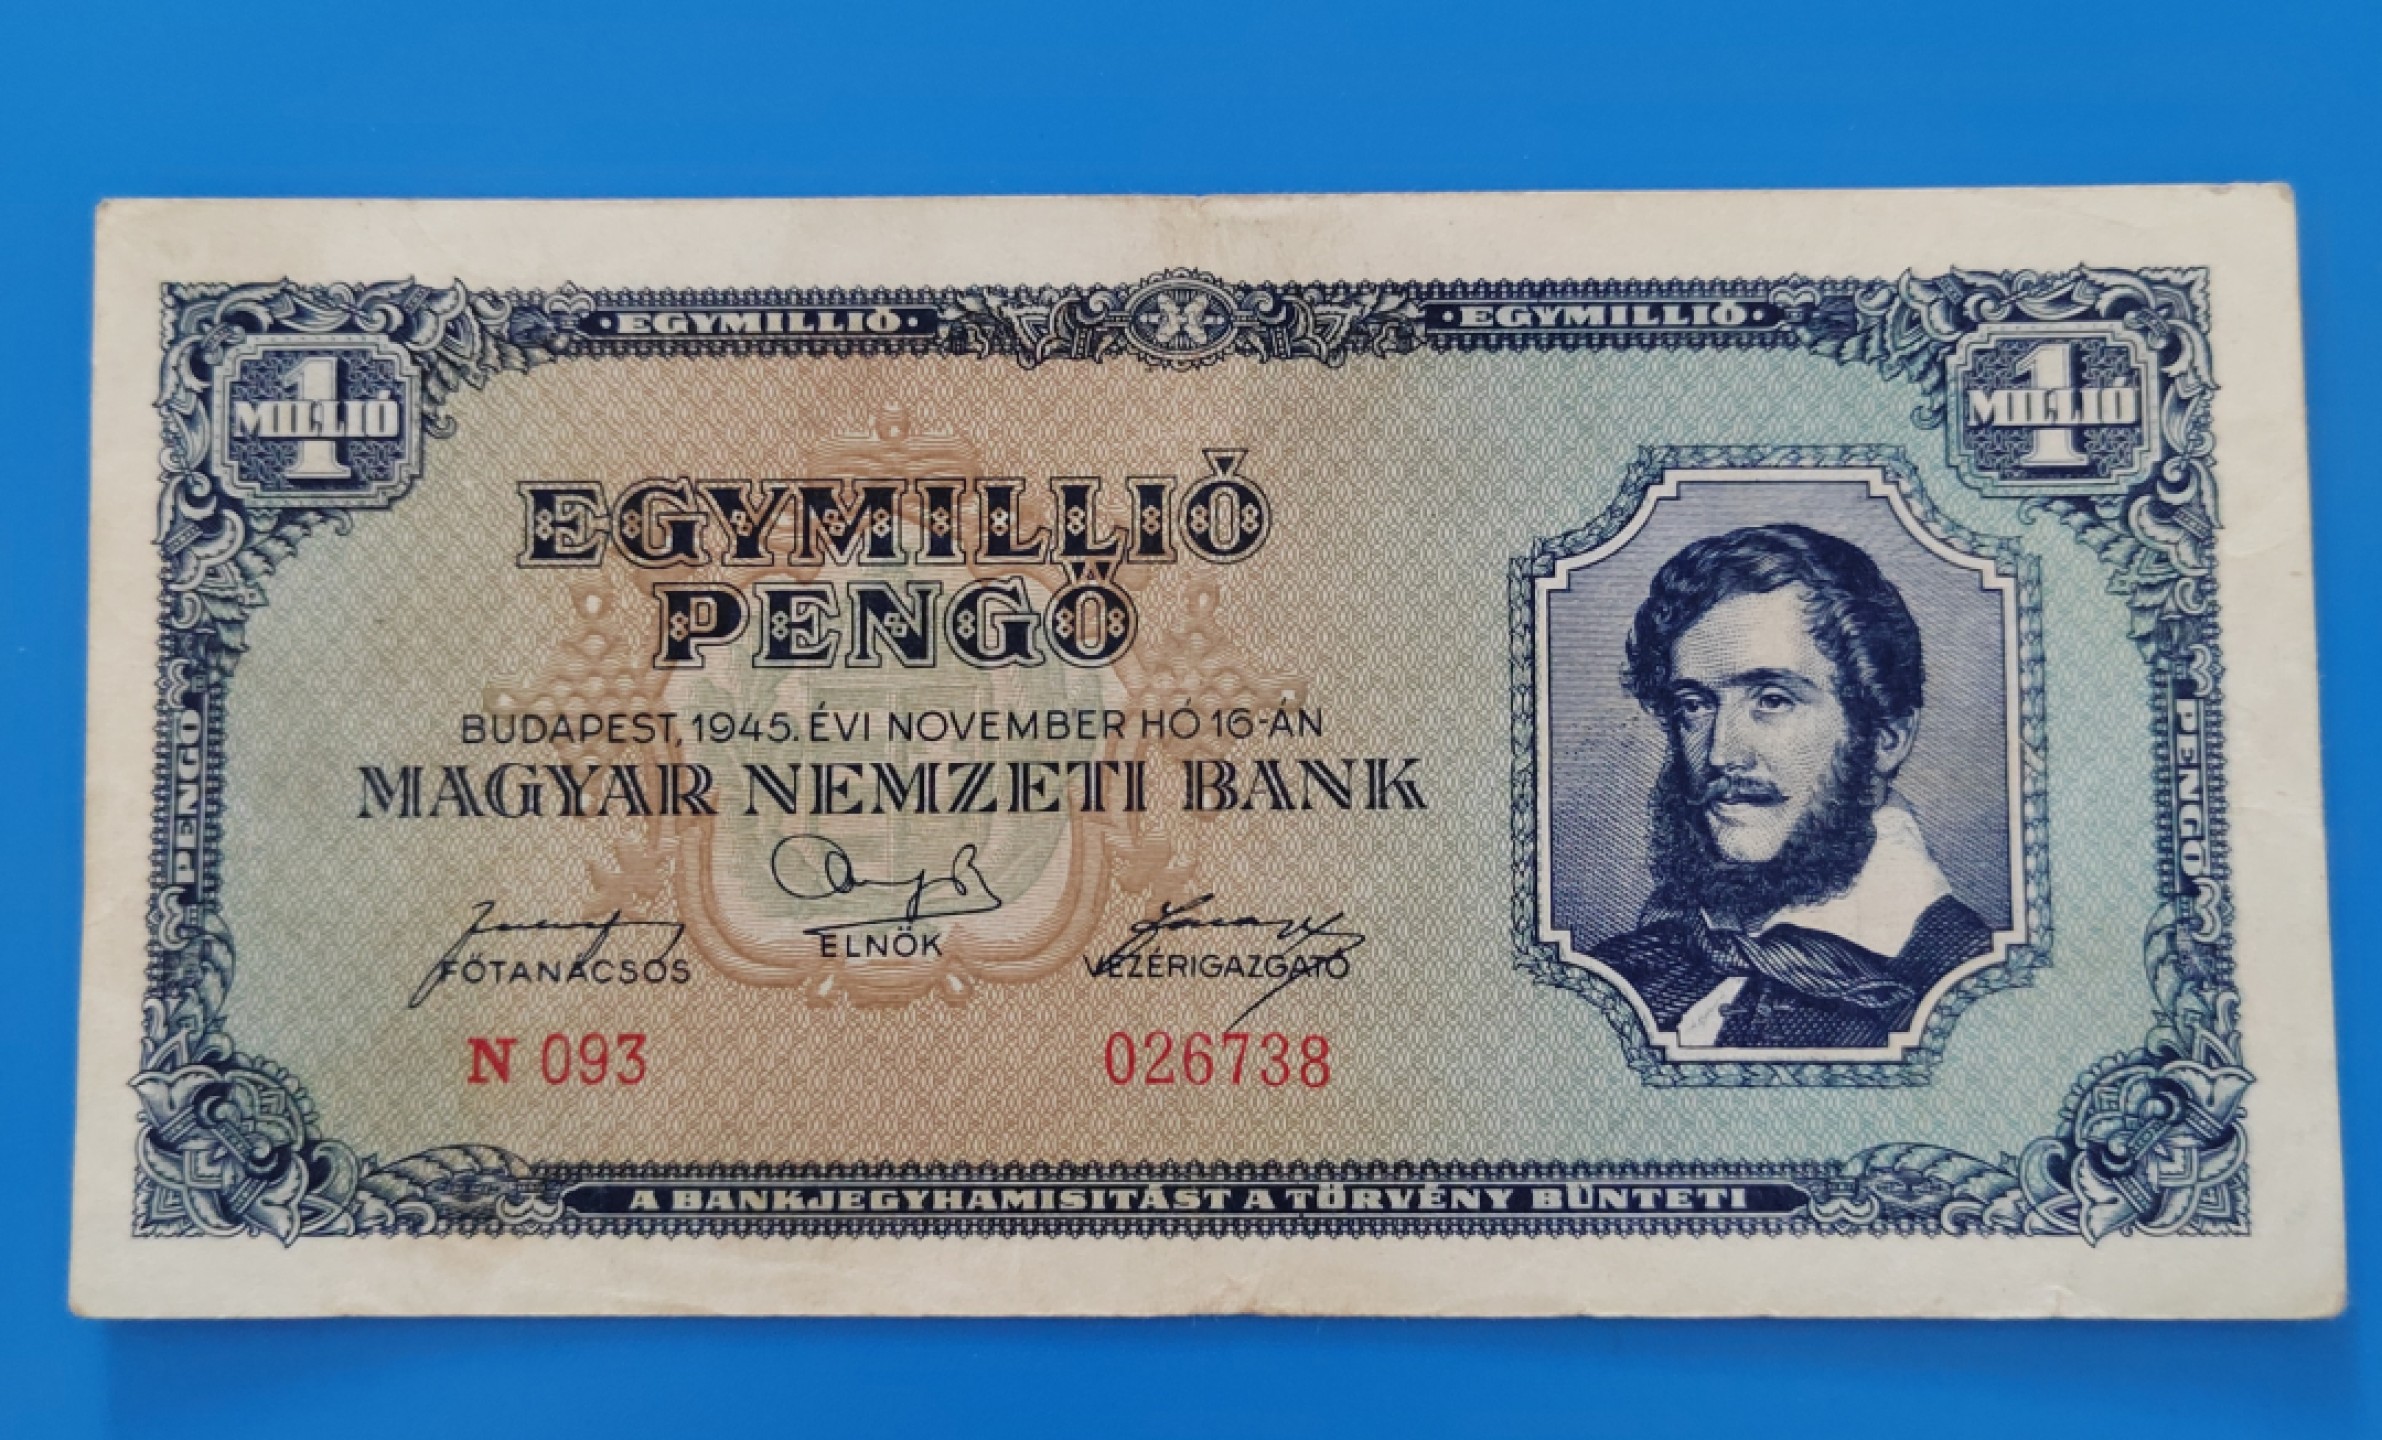 ·EGYMILLIÓ· ·EGYMILLIÓ·
1 MILLIÓ 1 MILLIÓ
EGYMILLIÓ
PENGŐ
BUDAPEST, 1945. ÉVI NOVEMBER HÓ 16-ÁN
MAGYAR NEMZETI BANK
FŐTANÁCSOS ELNÖK VEZÉRIGAZGATÓ
N 093 026738
PENGŐ PENGŐ
A BANKJEGYHAMISITÁST A TÖRVÉNY BÜNTETI